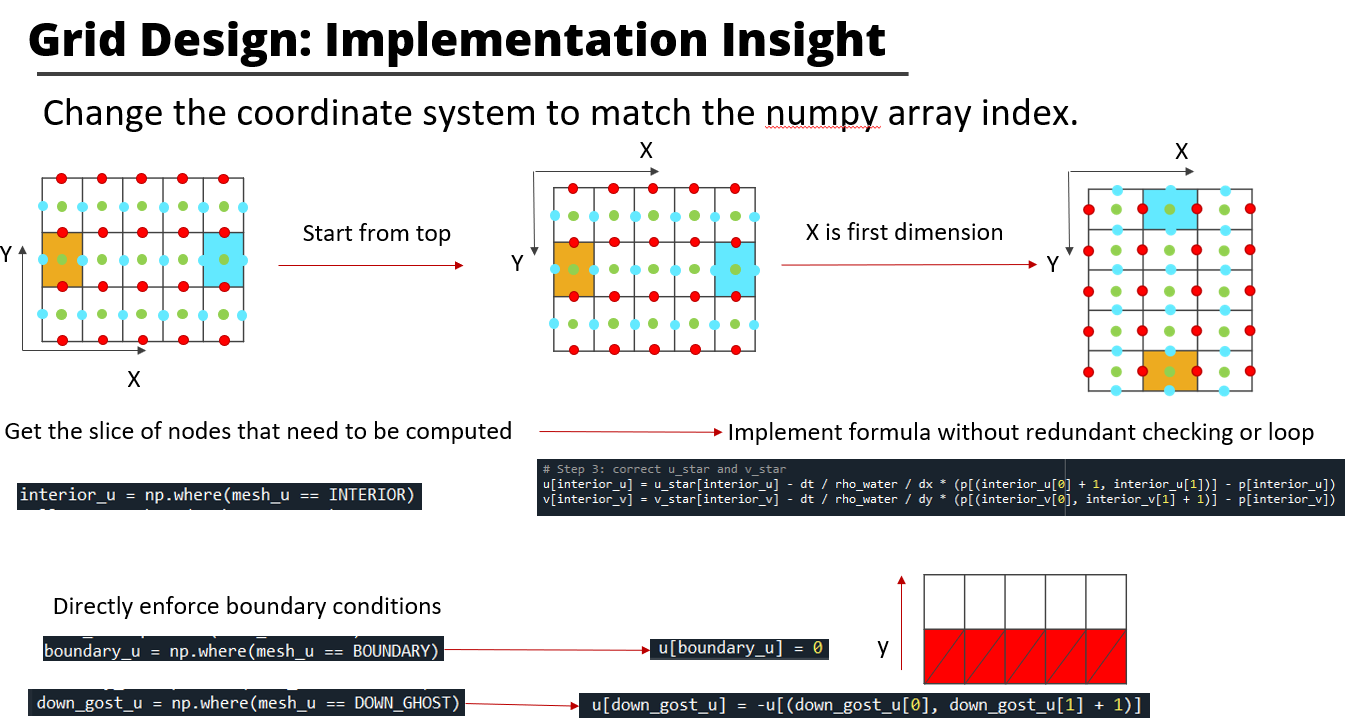 Grid Design: Implementation Insight
Change the coordinate system to match the numpy array index.
X
X
Start from top
X is first dimension
Y
Y
Y
X
Get the slice of nodes that need to be computed
Implement formula without redundant checking or loop
# Step 3: correct u_star and v_star
interior_u = np.where(mesh_u == INTERIOR)
u[interior_u] = u_star[interior_u] - dt / rho_water / dx * (p[(interior_u[0] + 1, interior_u[1])] - p[interior_u])
v[interior_v] = v_star[interior_v] - dt / rho_water / dy * (p[(interior_v[0], interior_v[1] + 1)] - p[interior_v])
Directly enforce boundary conditions
boundary_u = np.where(mesh_u == BOUNDARY)
u[boundary_u] = 0
y
down_gost_u = np.where(mesh_u == DOWN_GHOST)
u[down_gost_u] = -u[(down_gost_u[0], down_gost_u[1] + 1)]